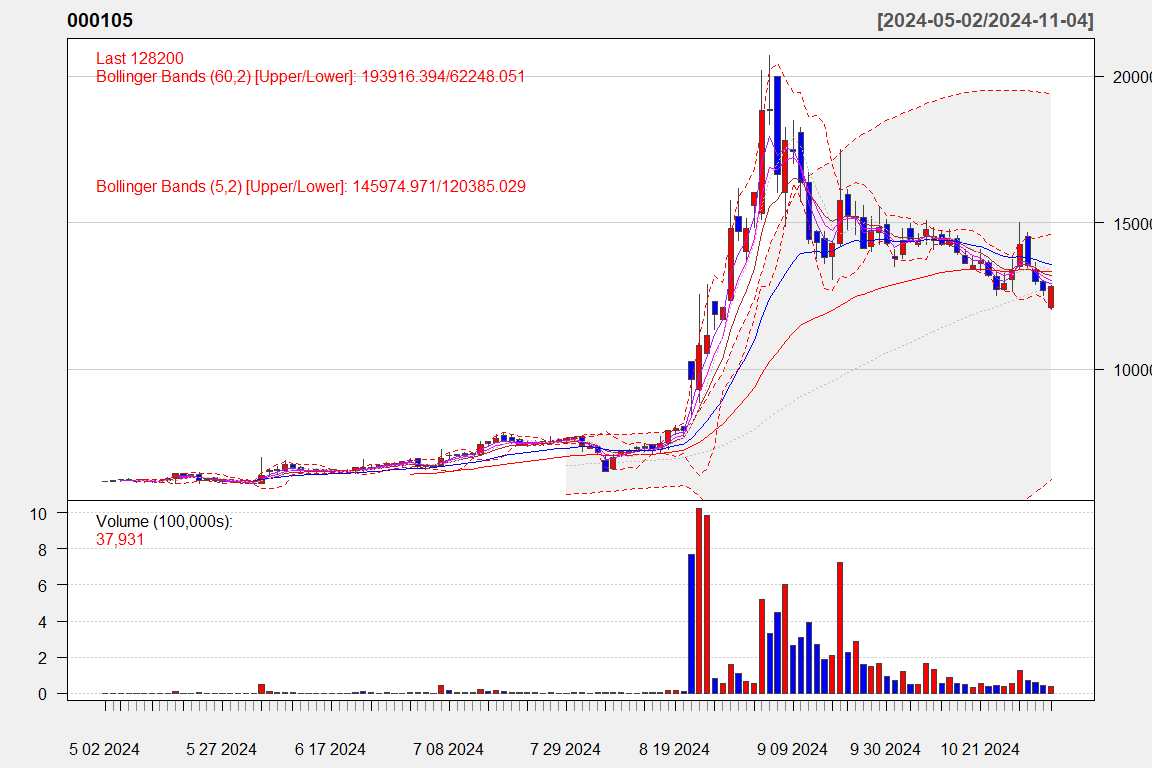 000105 [2024-05-02/2024-11-04]
Last 128200
Bollinger Bands (60,2) [Upper/Lower]: 193916.394/62248.051
Bollinger Bands (5,2) [Upper/Lower]: 145974.971/120385.029
20000
15000
10000
Volume (100,000s):
37,931
10
8
6
4
2
0
5 02 2024 5 27 2024 6 17 2024 7 08 2024 7 29 2024 8 19 2024 9 09 2024 9 30 2024 10 21 2024